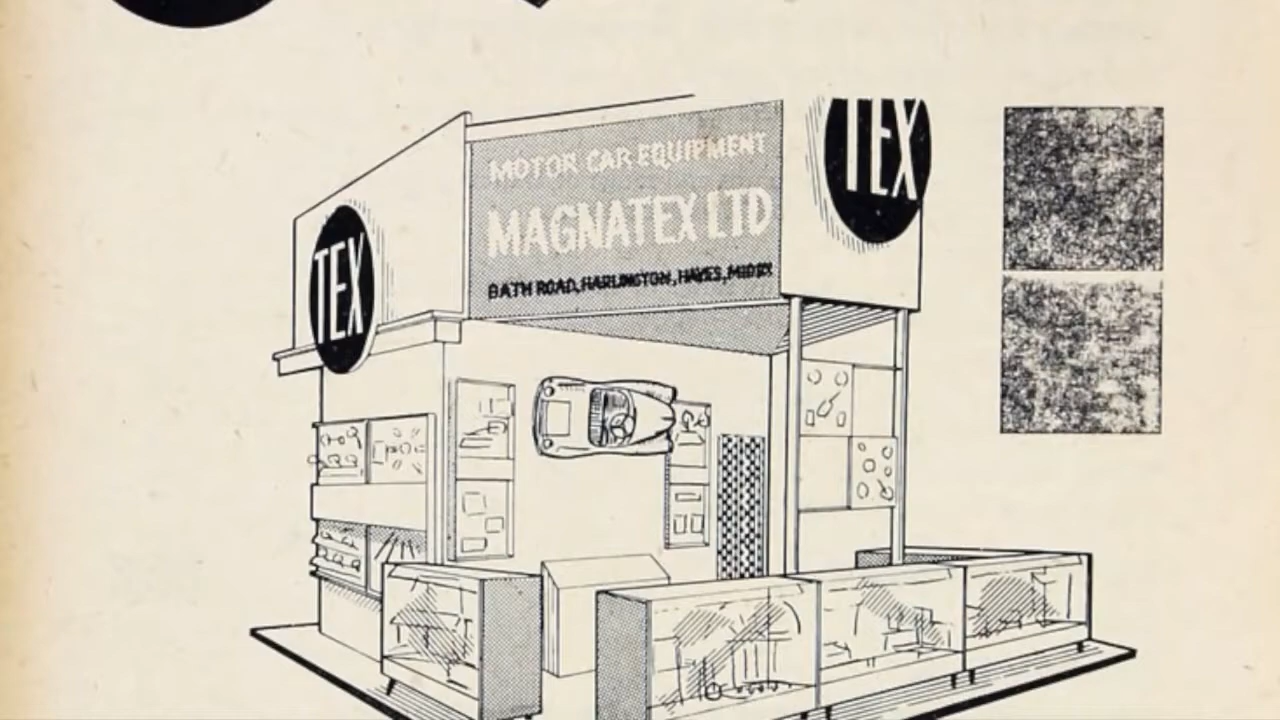 TEX
MOTOR CAR EQUIPMENT
MAGNATEX LTD
BATH ROAD, HARLINGTON, HAYES, MIDDX
TEX